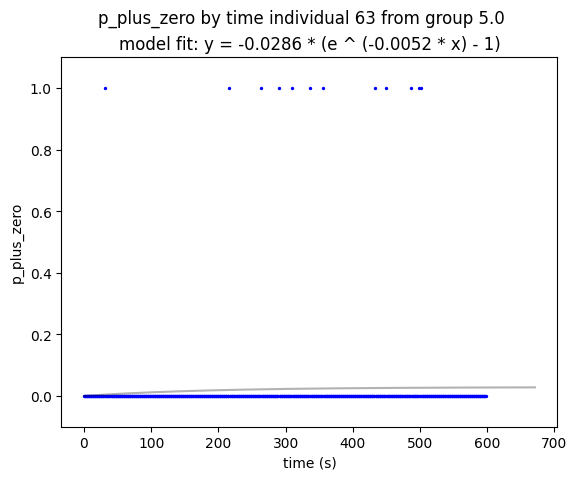 p_plus_zero by time individual 63 from group 5.0
model fit: y = -0.0286 * (e ^ (-0.0052 * x) - 1)
1.0
0.8
0.6
0.4
0.2
0.0
p_plus_zero
0 100 200 300 400 500 600 700
time (s)